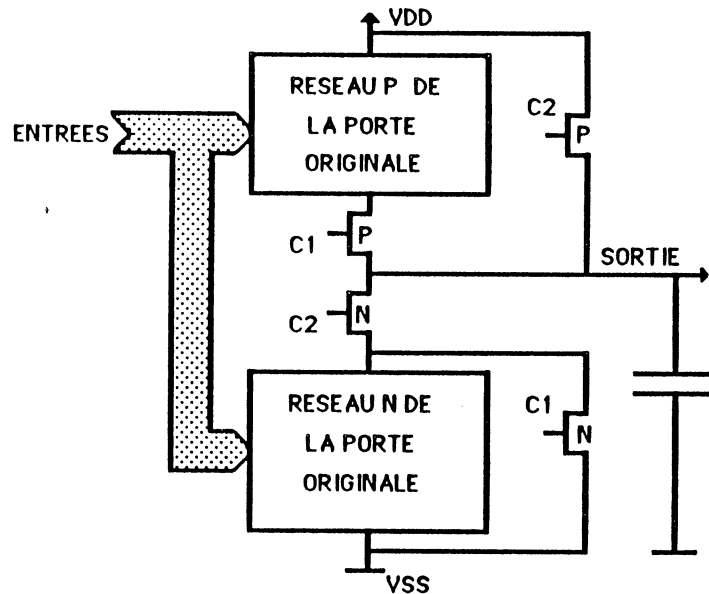 VDD
RESEAU P DE
LA PORTE
ORIGINALE
C2
P
ENTREES
C1
P
SORTIE
C2
N
RESEAU N DE
LA PORTE
ORIGINALE
C1
N
VSS